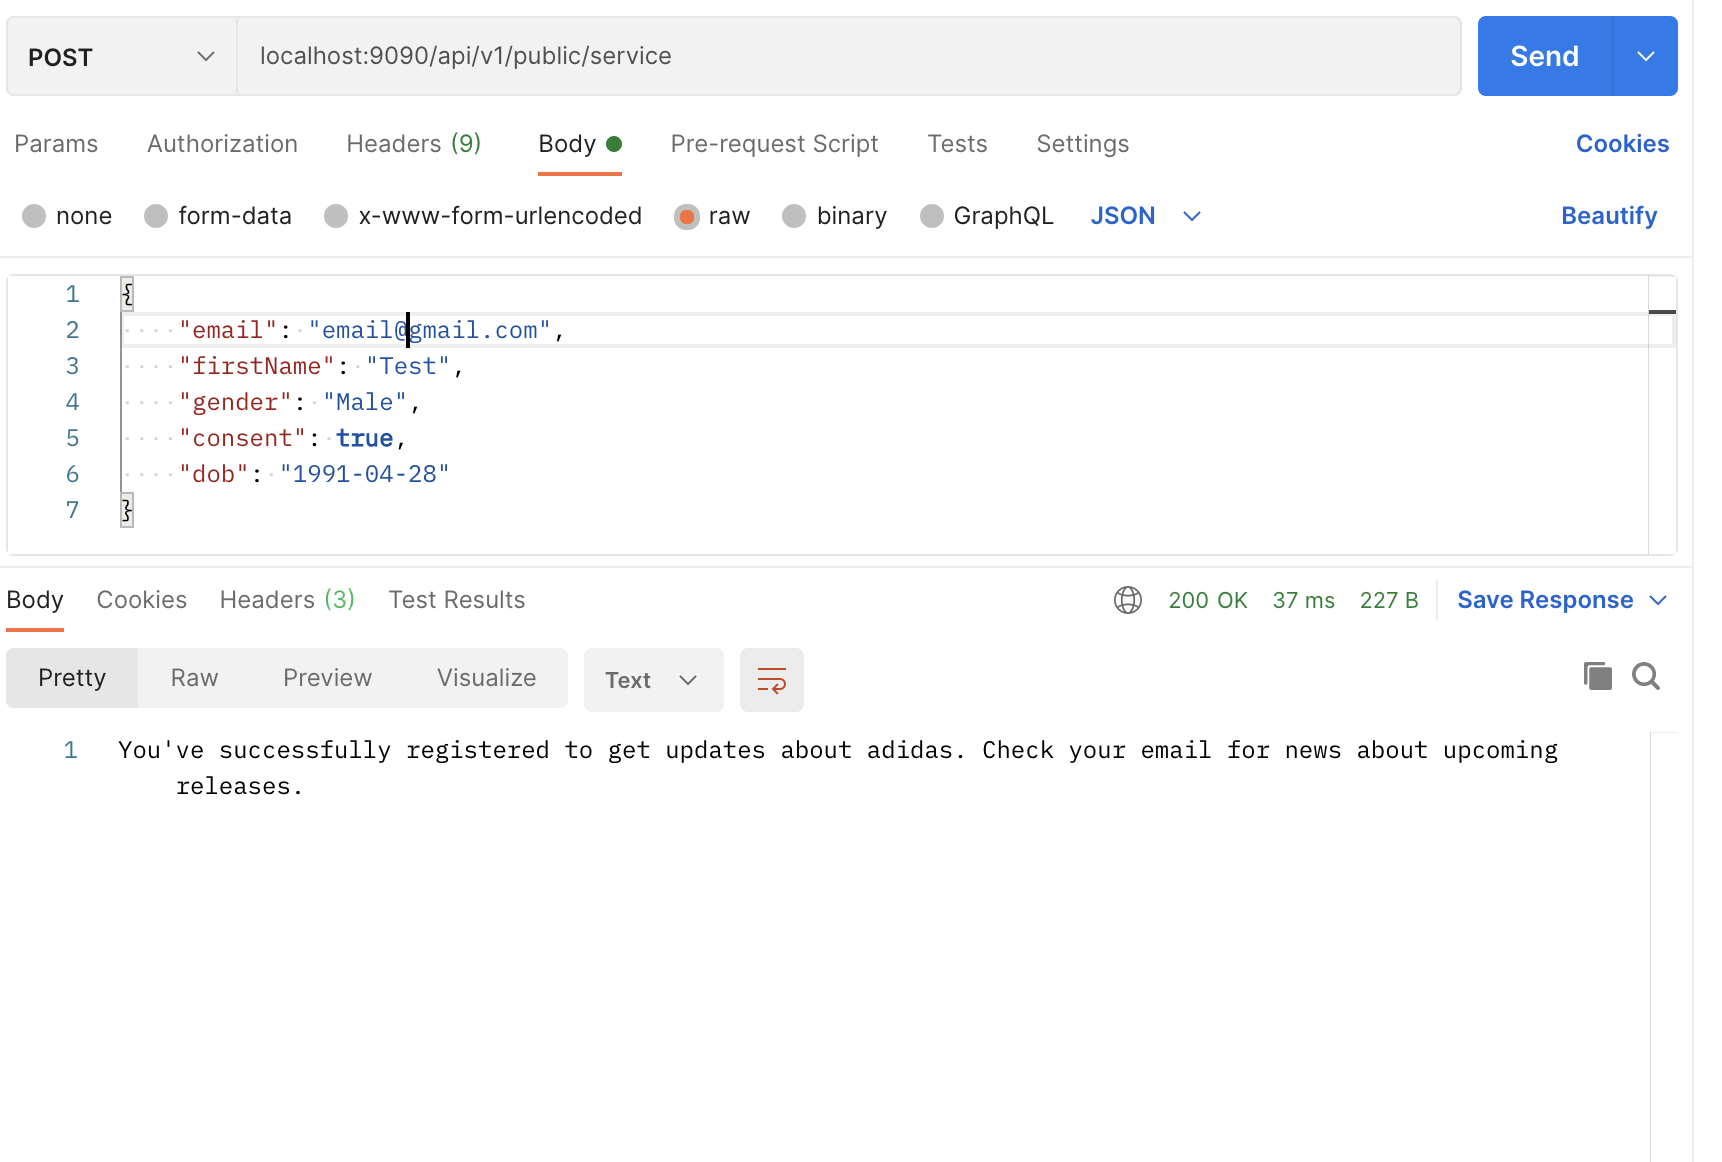 POST localhost:9090/api/v1/public/service Send
Params Authorization Headers (9) Body Pre-request Script Tests Settings Cookies
none form-data x-www-form-urlencoded raw binary GraphQL JSON Beautify
1 {
2 "email": "email@gmail.com",
3 "firstName": "Test",
4 "gender": "Male",
5 "consent": true,
6 "dob": "1991-04-28"
7 }
Body Cookies Headers (3) Test Results 200 OK 37 ms 227 B Save Response
Pretty Raw Preview Visualize Text
1 You've successfully registered to get updates about adidas. Check your email for news about upcoming
releases.